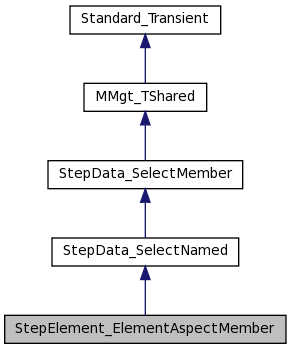 Standard_Transient
MMgt_TShared
StepData_SelectMember
StepData_SelectNamed
StepElement_ElementAspectMember